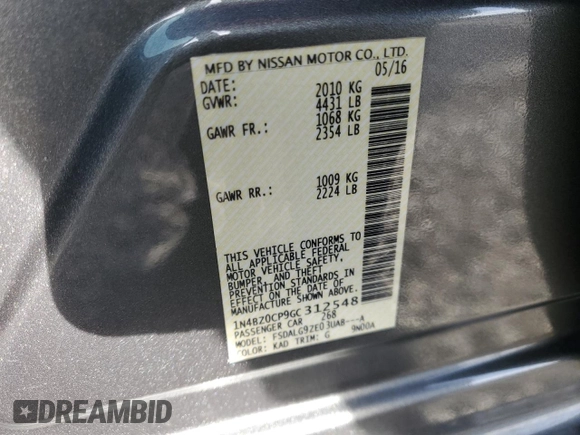 MFD BY NISSAN MOTOR CO., LTD.
DATE: 05/16
GVWR: 2010 KG
4431 LB
GAWR FR.: 1068 KG
2354 LB
GAWR RR.: 1009 KG
2224 LB
THIS VEHICLE CONFORMS TO
ALL APPLICABLE FEDERAL
MOTOR VEHICLE SAFETY,
BUMPER, AND THEFT
PREVENTION STANDARDS IN
EFFECT ON THE DATE OF
MANUFACTURE SHOWN ABOVE.
1N4BZ0CP9GC312548
PASSENGER CAR 268
MODEL: FSDALG9ZE03UA8---A
COLOR: KAD TRIM: G 9N00A
DREAMBID